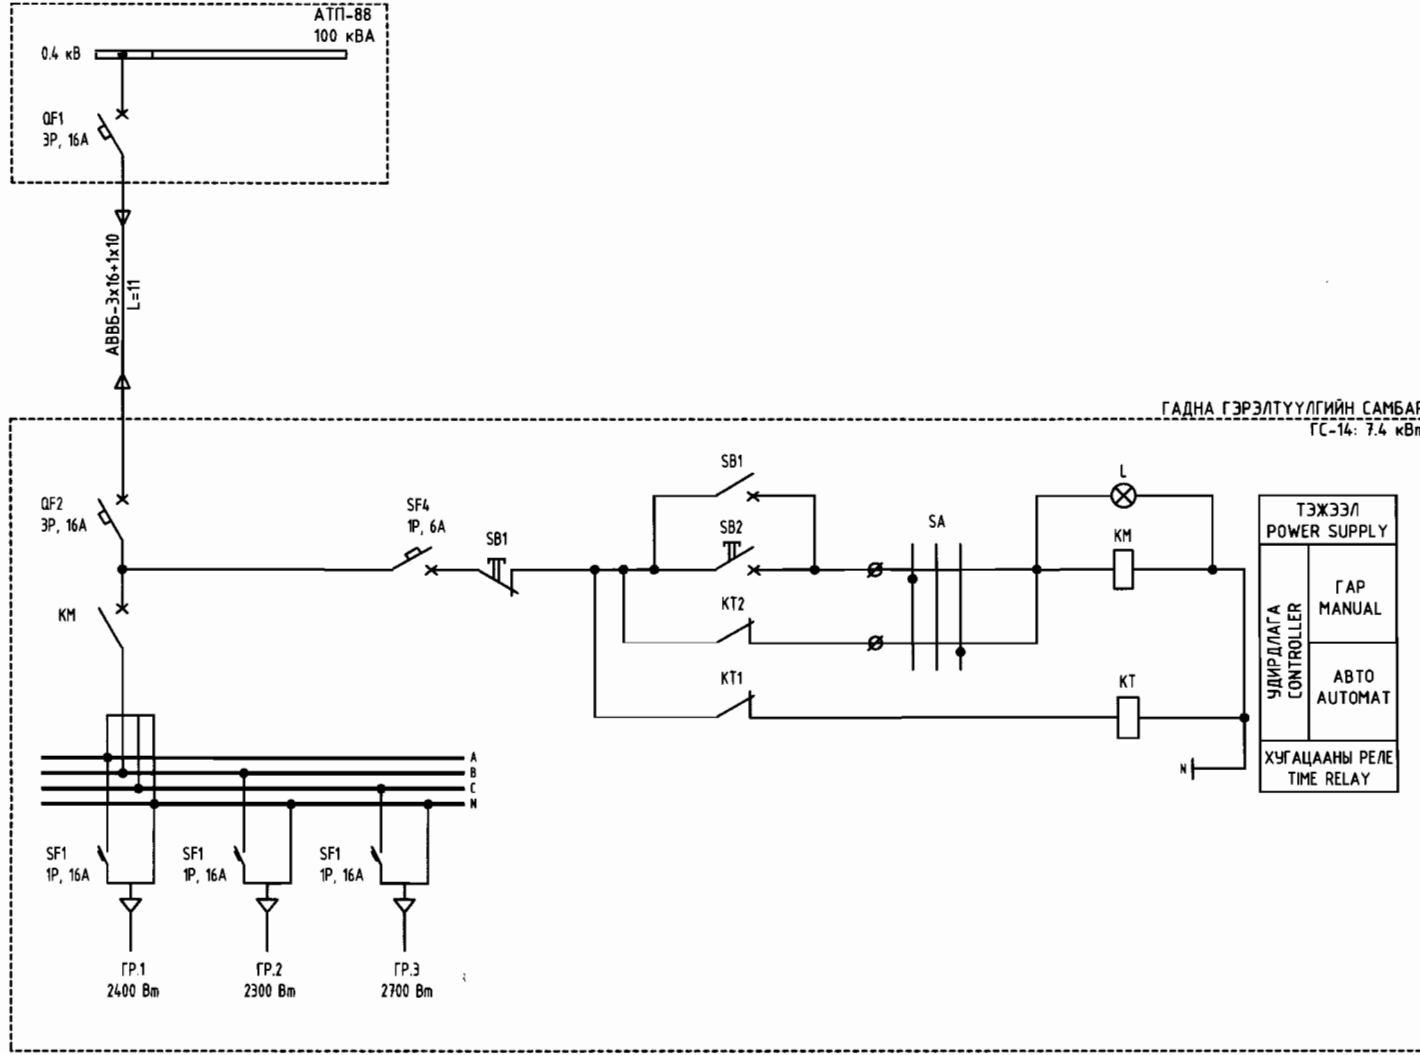 АТП-88
100 кВА
0.4 кВ
QF1
3P, 16A
АВВБ-3х16+1х10
L=11
ГАДНА ГЭРЭЛТҮҮЛГИЙН САМБАР
ГС-14: 7.4 кВт
QF2
3P, 16A
SF4
1P, 6A
SB1
SB1
SB2
KT2
KT1
SA
L
KM
KT
KM
N
ТЭЖЭЭЛ
POWER SUPPLY
УДИРДЛАГА
CONTROLLER
ГАР
MANUAL
АВТО
AUTOMAT
ХУГАЦААНЫ РЕЛЕ
TIME RELAY
A
B
C
N
SF1
1P, 16A
SF1
1P, 16A
SF1
1P, 16A
ГР.1
2400 Вт
ГР.2
2300 Вт
ГР.3
2700 Вт